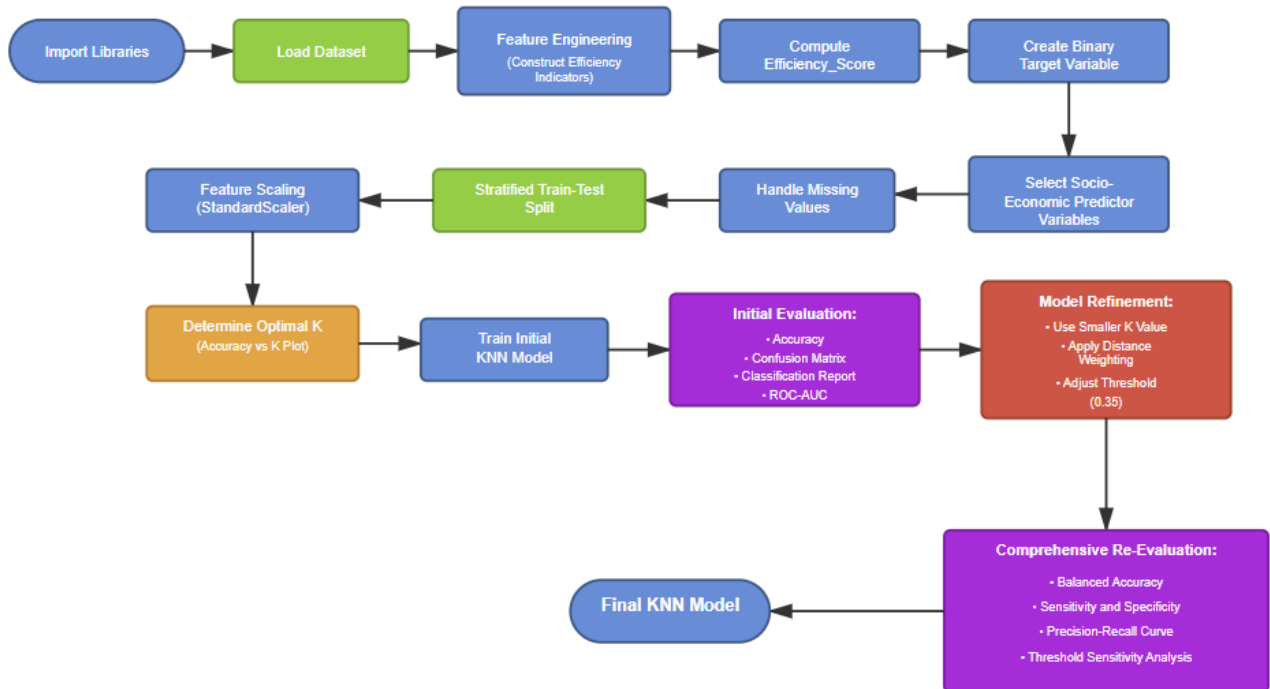 Import Libraries
Load Dataset
Feature Engineering
(Construct Efficiency
Indicators)
Compute
Efficiency_Score
Create Binary
Target Variable
Select Socio-
Economic Predictor
Variables
Handle Missing
Values
Stratified Train-Test
Split
Feature Scaling
(StandardScaler)
Determine Optimal K
(Accuracy vs K Plot)
Train Initial
KNN Model
Initial Evaluation:
• Accuracy
• Confusion Matrix
• Classification Report
• ROC-AUC
Model Refinement:
• Use Smaller K Value
• Apply Distance
Weighting
• Adjust Threshold
(0.35)
Comprehensive Re-Evaluation:
• Balanced Accuracy
• Sensitivity and Specificity
• Precision-Recall Curve
• Threshold Sensitivity Analysis
Final KNN Model